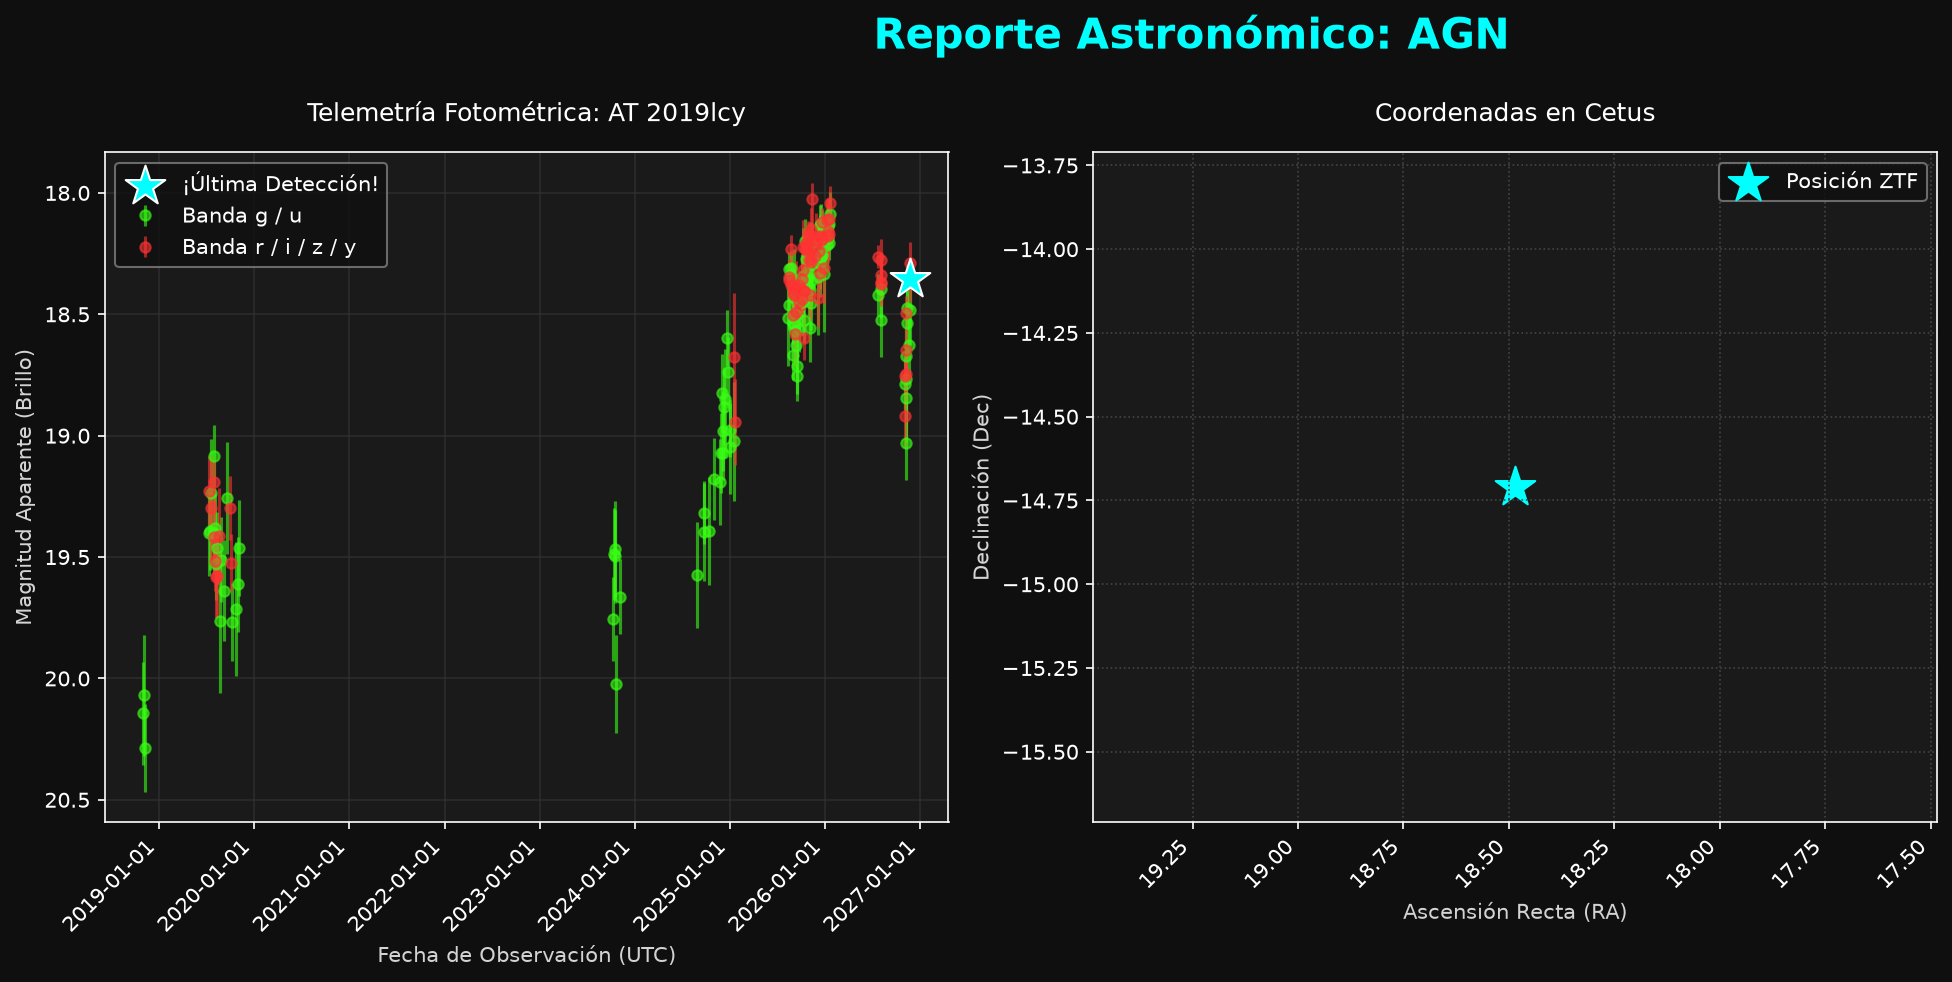 Reporte Astronómico: AGN
Telemetría Fotométrica: AT 2019lcy
¡Última Detección!
Banda g / u
Banda r / i / z / y
Magnitud Aparente (Brillo)
18.0
18.5
19.0
19.5
20.0
20.5
2019-01-01
2020-01-01
2021-01-01
2022-01-01
2023-01-01
2024-01-01
2025-01-01
2026-01-01
2027-01-01
Fecha de Observación (UTC)
Coordenadas en Cetus
Posición ZTF
Declinación (Dec)
−13.75
−14.00
−14.25
−14.50
−14.75
−15.00
−15.25
−15.50
19.25
19.00
18.75
18.50
18.25
18.00
17.75
17.50
Ascensión Recta (RA)